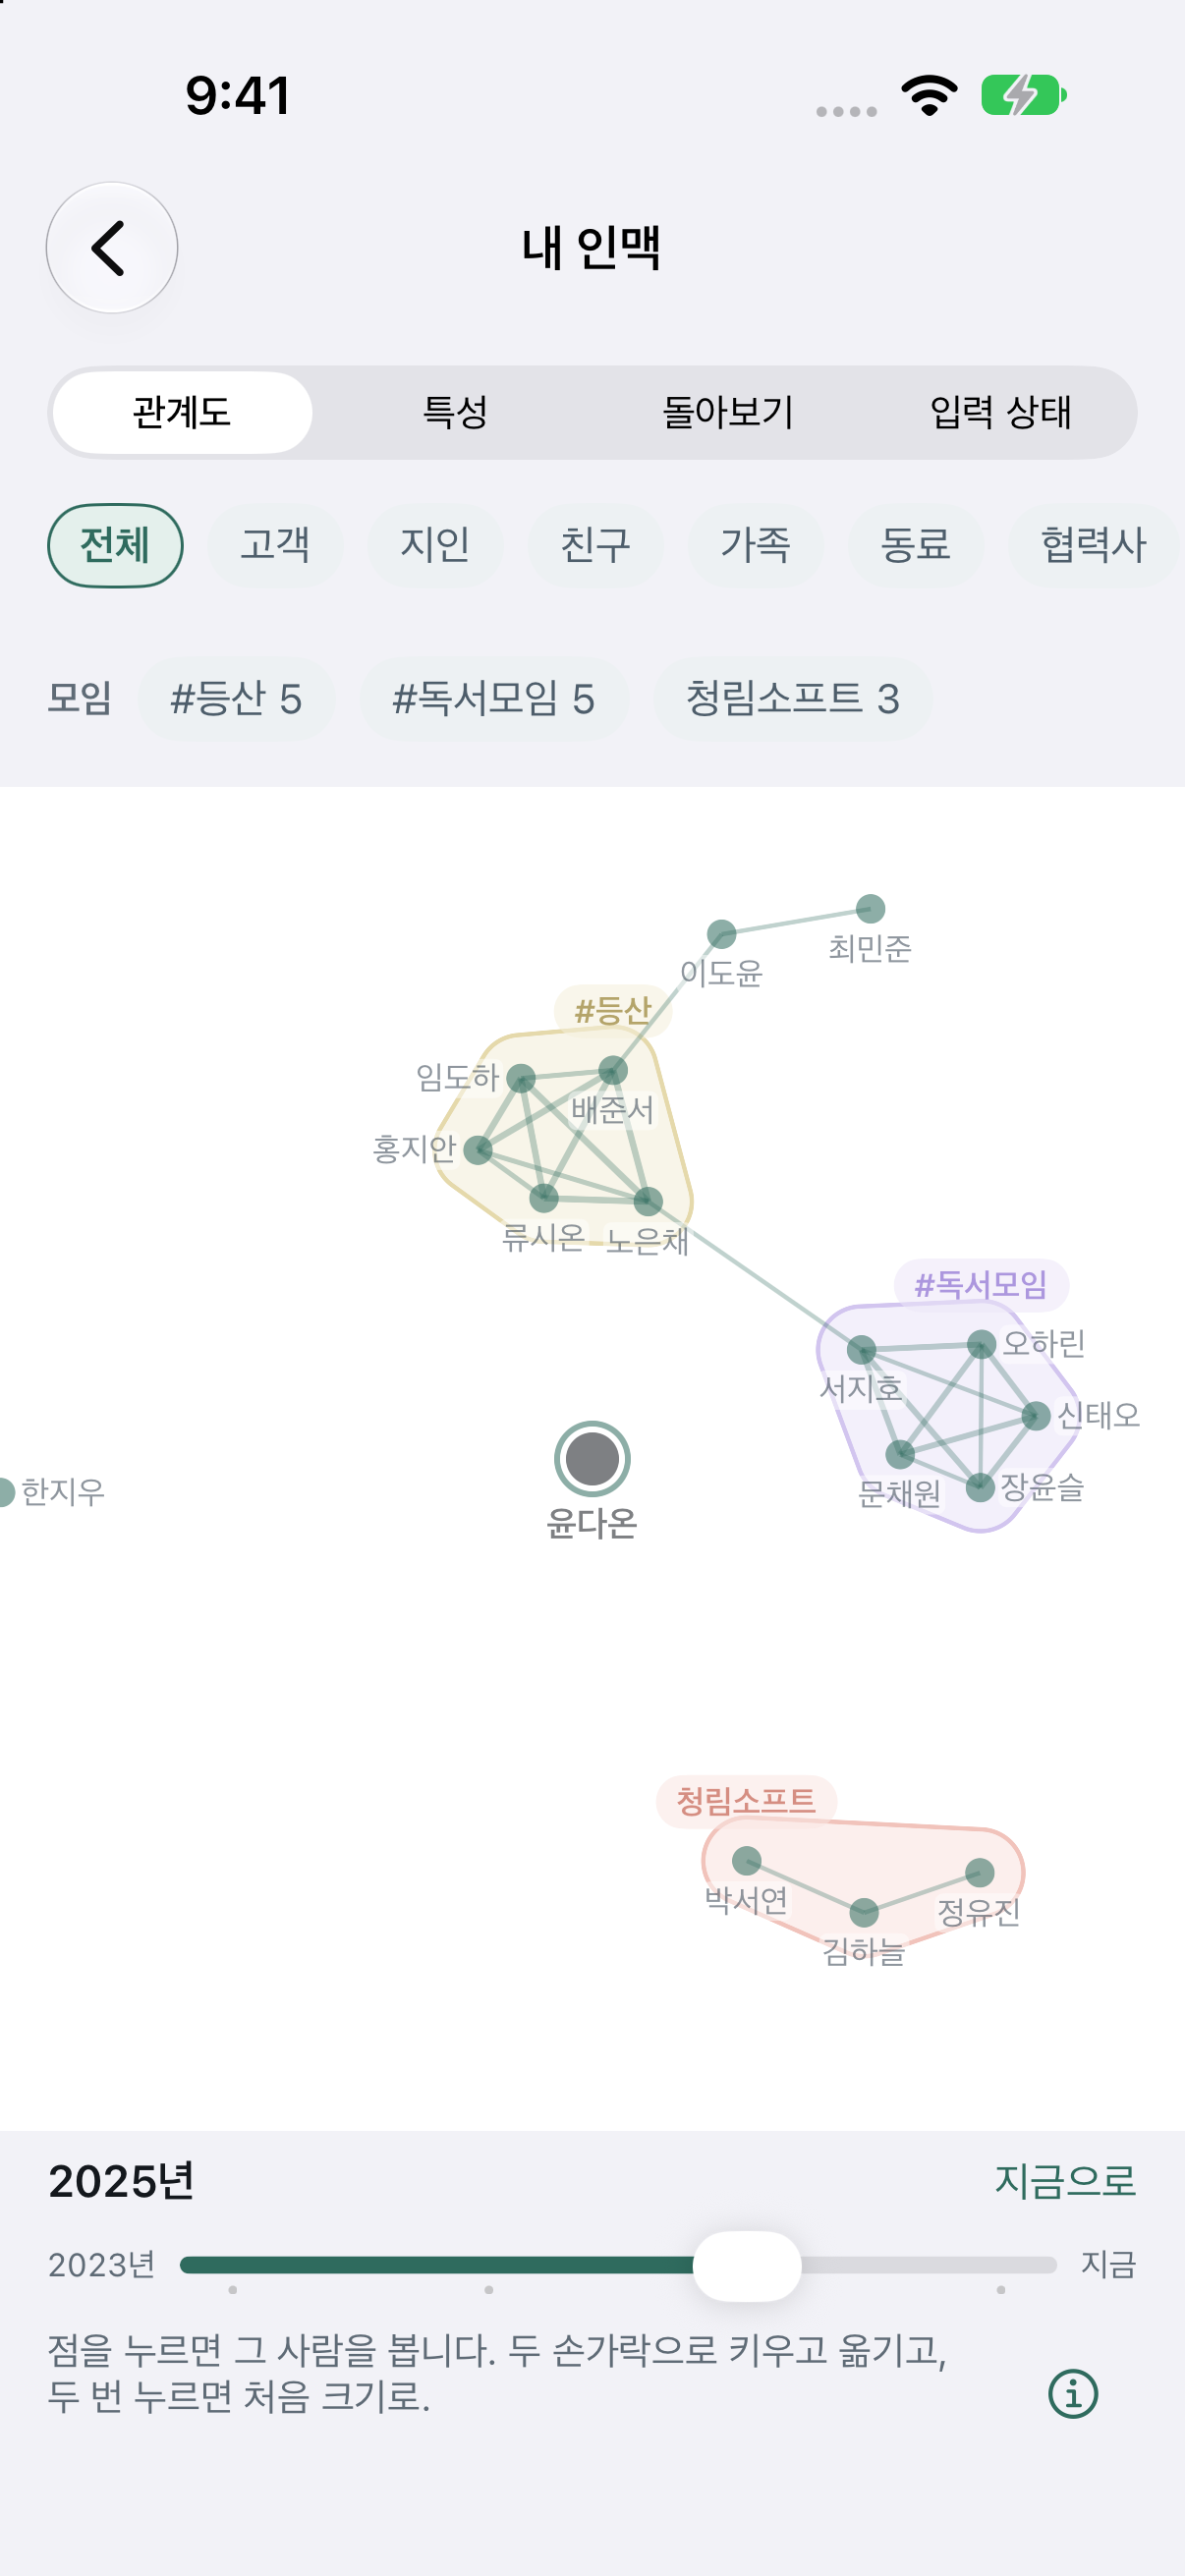 9:41
내 인맥
관계도 특성 돌아보기 입력 상태
전체 고객 지인 친구 가족 동료 협력사
모임 #등산 5 #독서모임 5 청림소프트 3
최민준
이도윤
#등산
임도하
배준서
홍지안
류시온 노은채
#독서모임
오하린
서지호
신태오
한지우
문채원 장윤슬
윤다온
청림소프트
박서연
정유진
김하늘
2025년 지금으로
2023년 지금
점을 누르면 그 사람을 봅니다. 두 손가락으로 키우고 옮기고,
두 번 누르면 처음 크기로.